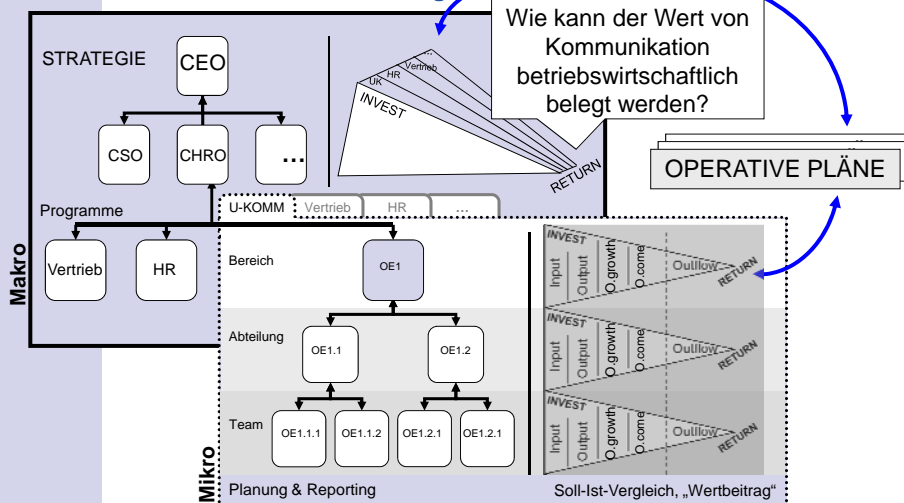 Wie kann der Wert von
Kommunikation
betriebswirtschaftlich
belegt werden?
STRATEGIE
CEO
CSO
CHRO
...
...
Vertrieb
HR
UK
INVEST
RETURN
OPERATIVE PLÄNE
Programme
Vertrieb
HR
Makro
U-KOMM
Vertrieb
HR
...
Bereich
OE1
Abteilung
OE1.1
OE1.2
Team
OE1.1.1
OE1.1.2
OE1.2.1
OE1.2.1
Mikro
INVEST
Input
Output
O.growth
O.come
Outflow
RETURN
INVEST
Input
Output
O.growth
O.come
Outflow
RETURN
INVEST
Input
Output
O.growth
O.come
Outflow
RETURN
Planung & Reporting
Soll-Ist-Vergleich, „Wertbeitrag“